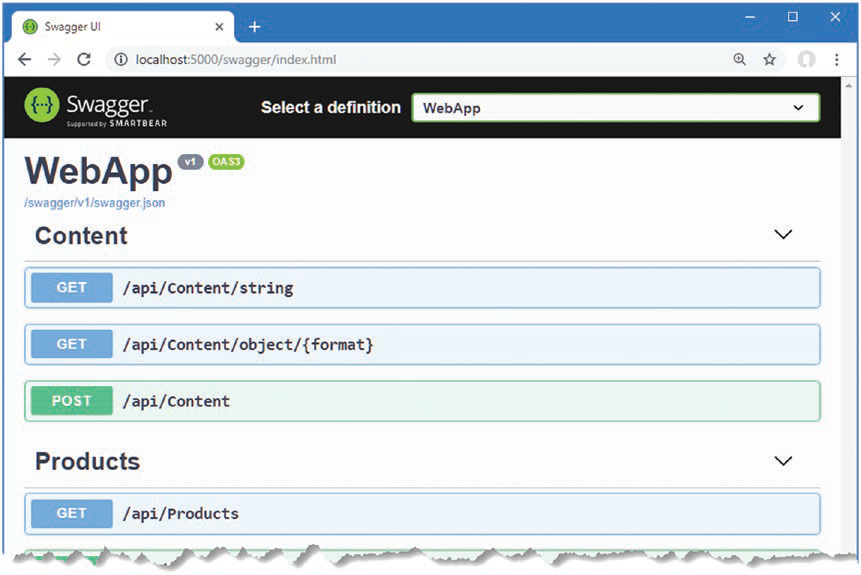 Swagger UI
localhost:5000/swagger/index.html
Swagger
Supported by SMARTBEAR
Select a definition
WebApp
WebApp v1 OAS3
/swagger/v1/swagger.json
Content
GET /api/Content/string
GET /api/Content/object/{format}
POST /api/Content
Products
GET /api/Products